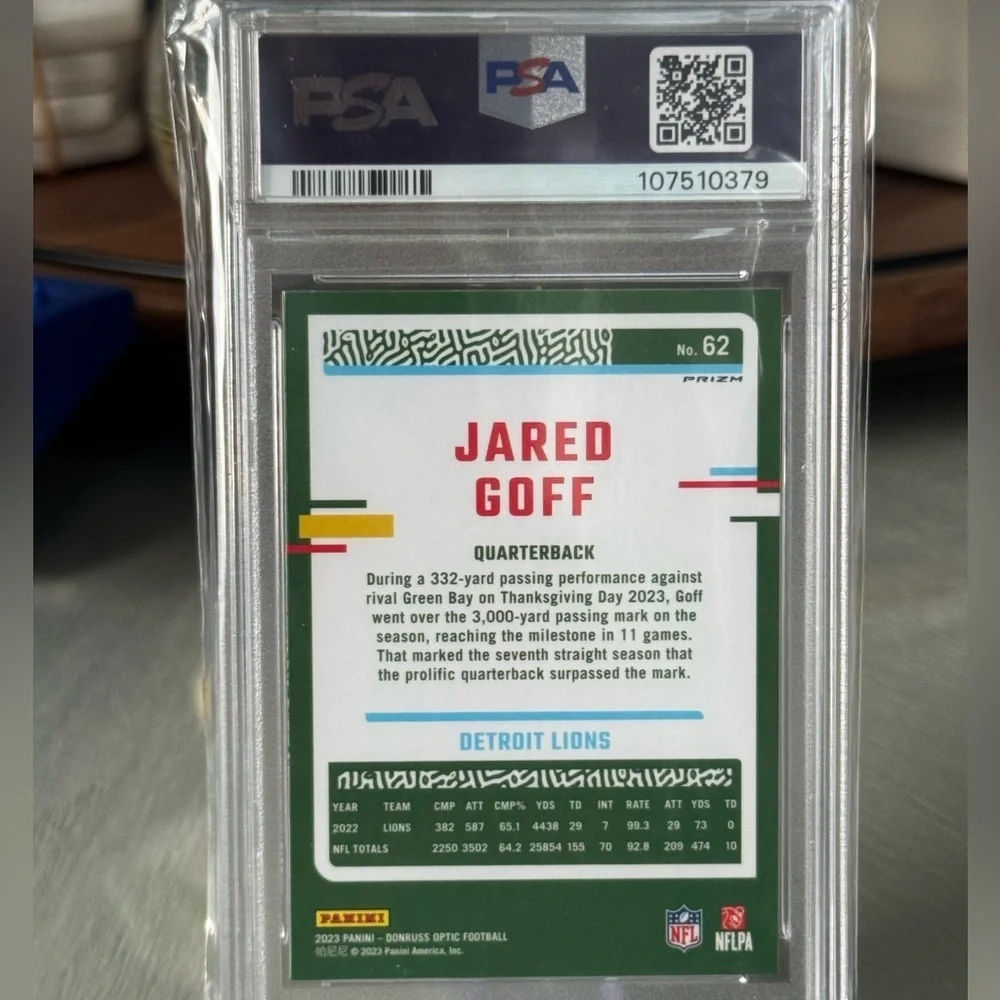 PSA
PSA
107510379
No. 62
PRIZM
JARED
GOFF
QUARTERBACK
During a 332-yard passing performance against
rival Green Bay on Thanksgiving Day 2023, Goff
went over the 3,000-yard passing mark on the
season, reaching the milestone in 11 games.
That marked the seventh straight season that
the prolific quarterback surpassed the mark.
DETROIT LIONS
YEAR TEAM CMP ATT CMP% YDS TD INT RATE ATT YDS TD
2022 LIONS 382 587 65.1 4438 29 7 99.3 29 73 0
NFL TOTALS 2250 3502 64.2 25854 155 70 92.8 209 474 10
PANINI
2023 PANINI – DONRUSS OPTIC FOOTBALL
帕尼尼 © 2023 Panini America, Inc.
NFL
NFLPA